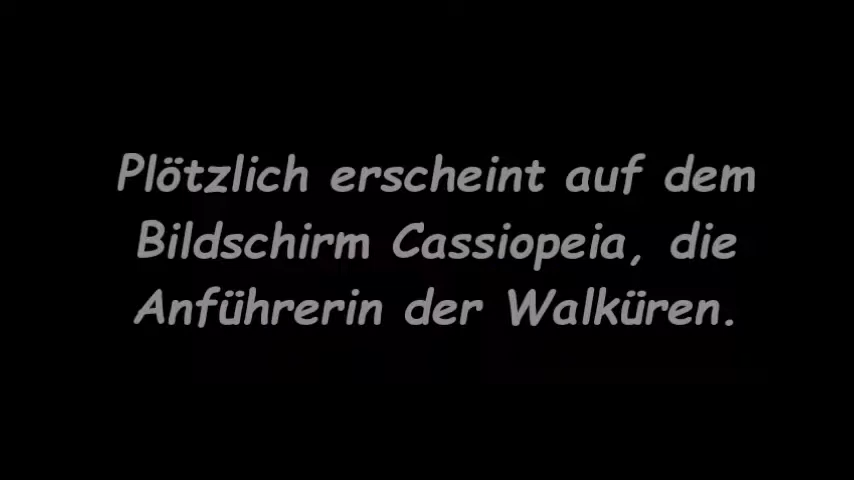 Plötzlich erscheint auf dem
Bildschirm Cassiopeia, die
Anführerin der Walküren.